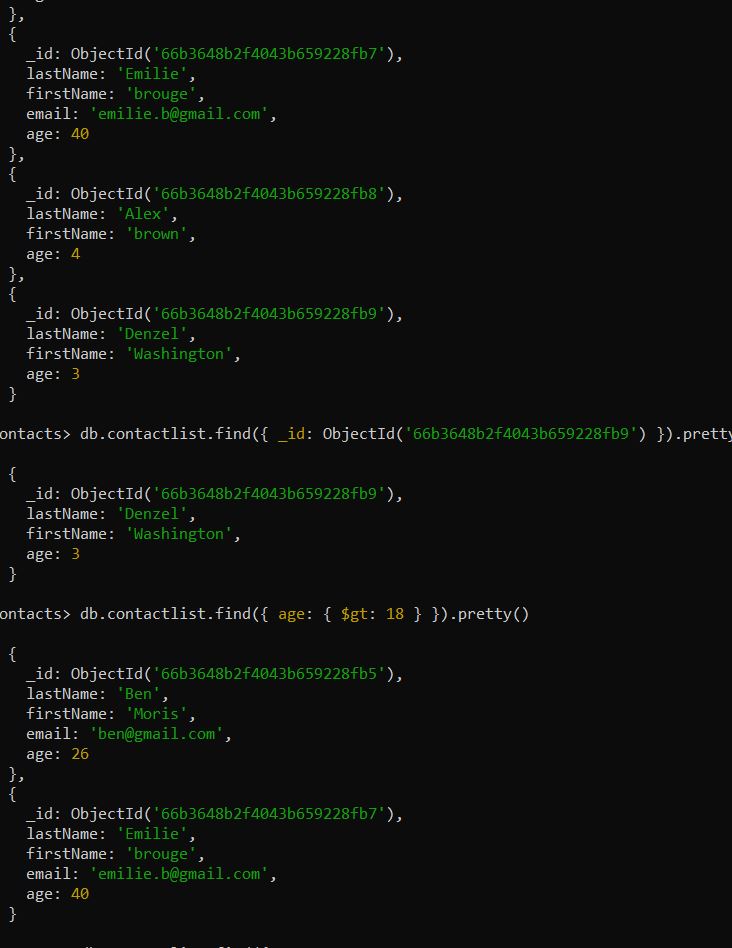 },
{
_id: ObjectId('66b3648b2f4043b659228fb7'),
lastName: 'Emilie',
firstName: 'brouge',
email: 'emilie.b@gmail.com',
age: 40
},
{
_id: ObjectId('66b3648b2f4043b659228fb8'),
lastName: 'Alex',
firstName: 'brown',
age: 4
},
{
_id: ObjectId('66b3648b2f4043b659228fb9'),
lastName: 'Denzel',
firstName: 'Washington',
age: 3
}
ontacts> db.contactlist.find({ _id: ObjectId('66b3648b2f4043b659228fb9') }).pretty
{
_id: ObjectId('66b3648b2f4043b659228fb9'),
lastName: 'Denzel',
firstName: 'Washington',
age: 3
}
ontacts> db.contactlist.find({ age: { $gt: 18 } }).pretty()
{
_id: ObjectId('66b3648b2f4043b659228fb5'),
lastName: 'Ben',
firstName: 'Moris',
email: 'ben@gmail.com',
age: 26
},
{
_id: ObjectId('66b3648b2f4043b659228fb7'),
lastName: 'Emilie',
firstName: 'brouge',
email: 'emilie.b@gmail.com',
age: 40
}